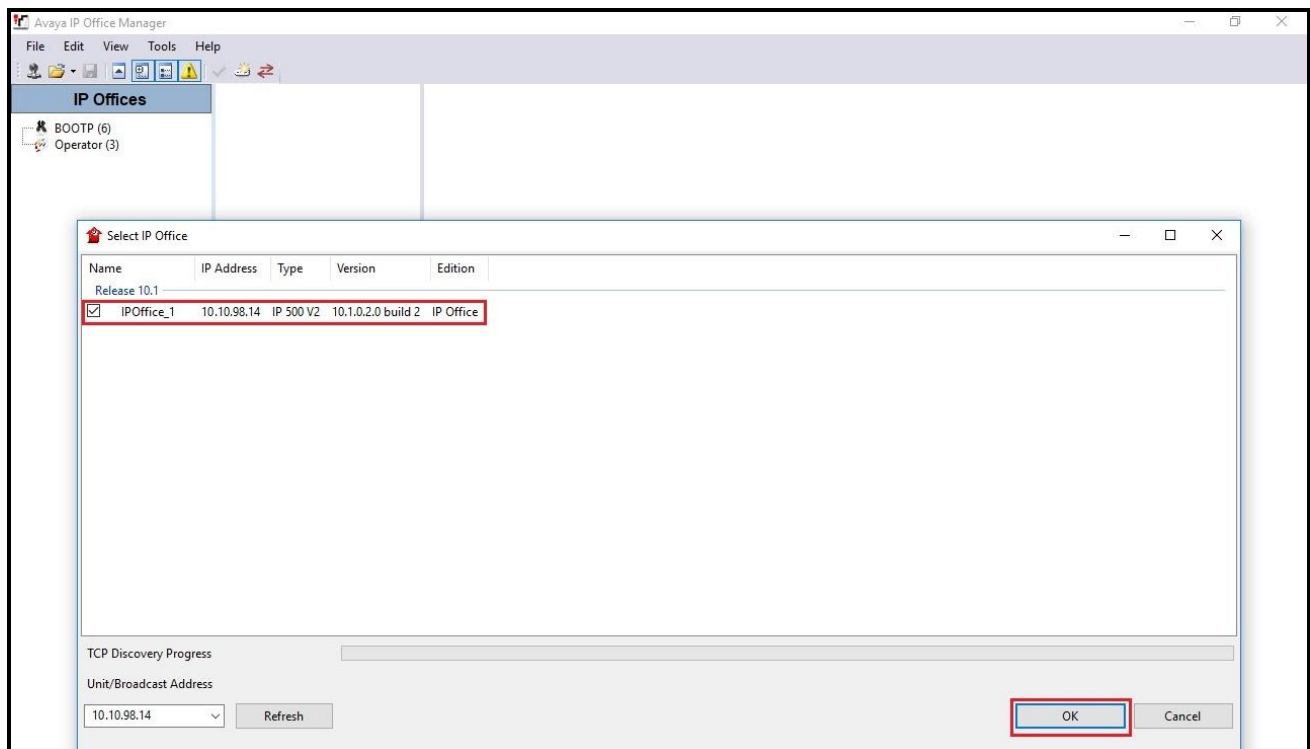 Avaya IP Office Manager
File Edit View Tools Help
IP Offices
BOOTP (6)
Operator (3)
Select IP Office
Name IP Address Type Version Edition
Release 10.1
IPOffice_1 10.10.98.14 IP 500 V2 10.1.0.2.0 build 2 IP Office
TCP Discovery Progress
Unit/Broadcast Address
10.10.98.14 Refresh OK Cancel